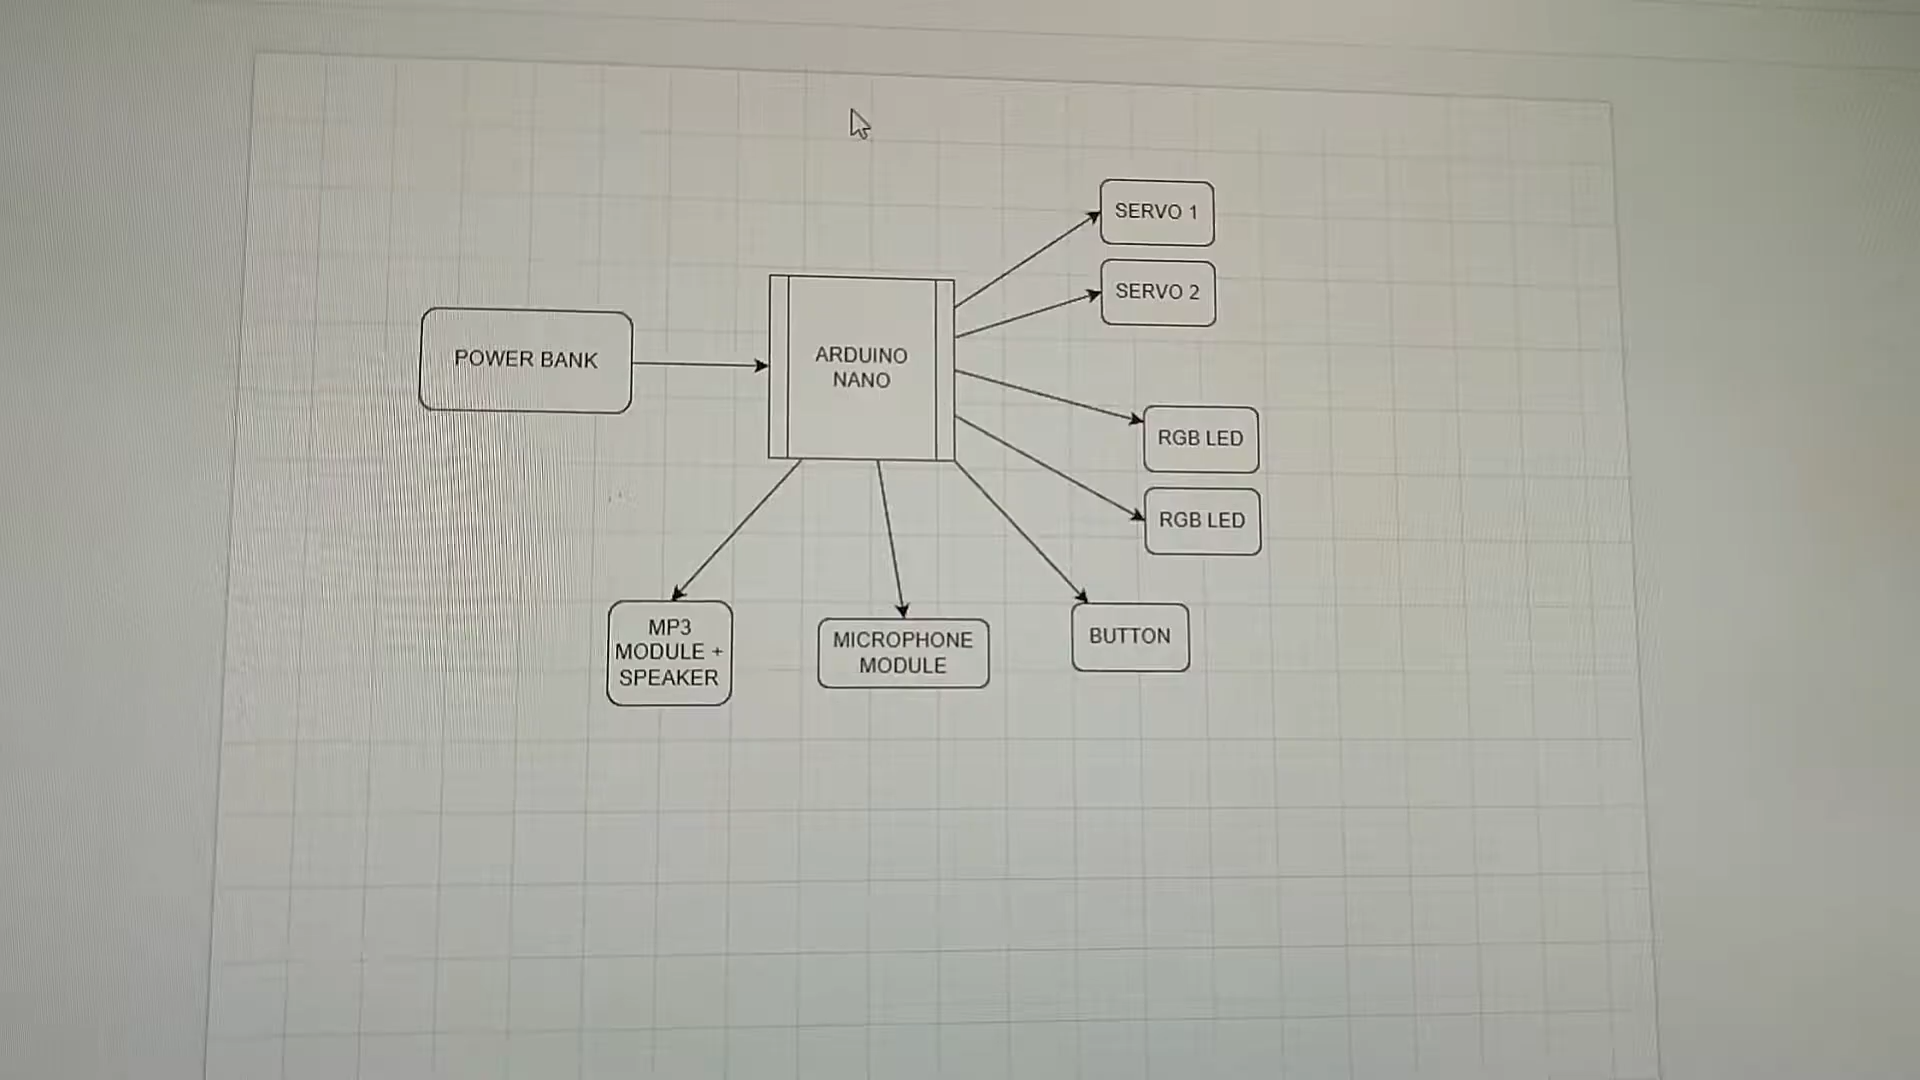 SERVO 1
SERVO 2
POWER BANK
ARDUINO
NANO
RGB LED
RGB LED
MP3
MODULE +
SPEAKER
MICROPHONE
MODULE
BUTTON